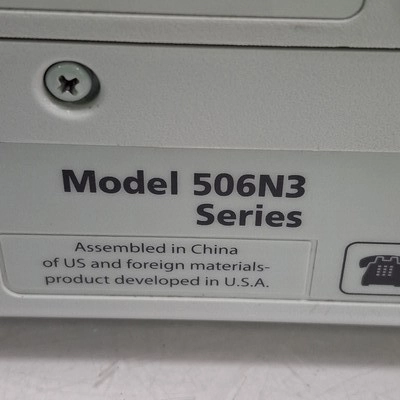 Model 506N3
Series
Assembled in China
of US and foreign materials-
product developed in U.S.A.